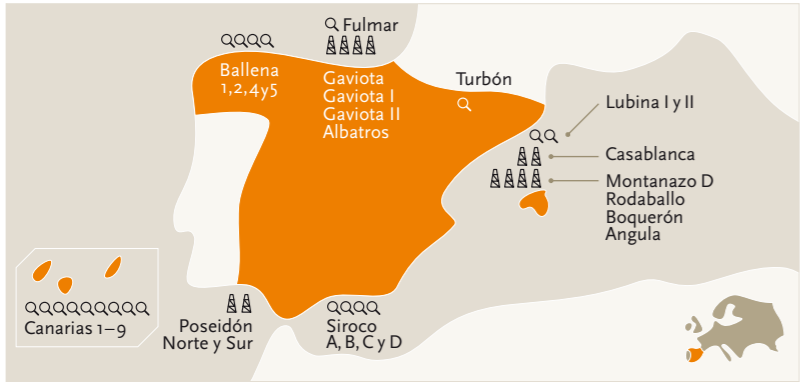 Fulmar
Ballena
1,2,4y5
Gaviota
Gaviota I
Gaviota II
Albatros
Turbón
Lubina I y II
Casablanca
Montanazo D
Rodaballo
Boquerón
Angula
Canarias 1–9
Poseidón
Norte y Sur
Siroco
A, B, C y D